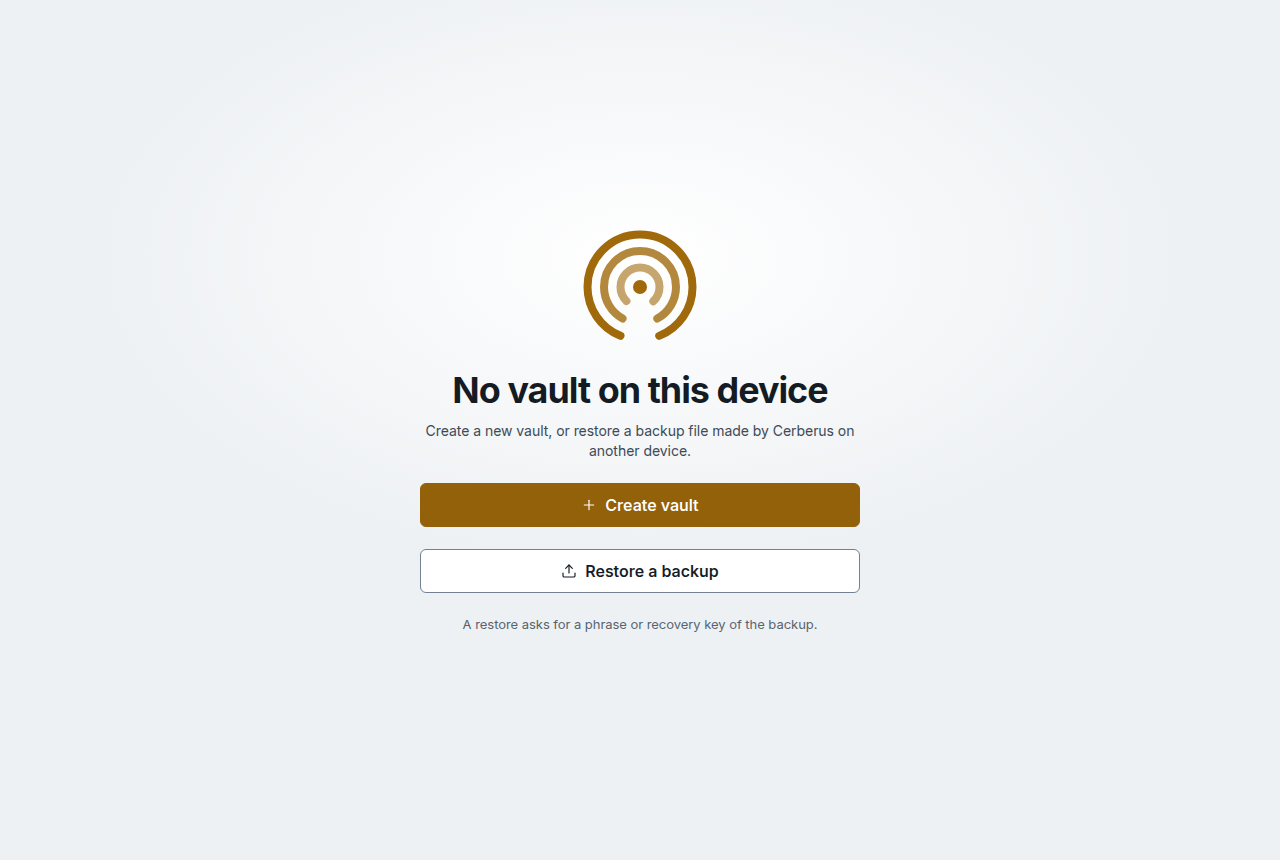 No vault on this device
Create a new vault, or restore a backup file made by Cerberus on
another device.
Create vault
Restore a backup
A restore asks for a phrase or recovery key of the backup.